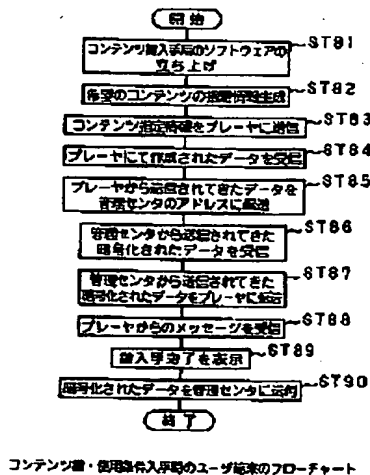 開始
コンテンツ鍵入手用のソフトウェアの
立ち上げ
ST81
希望のコンテンツの指定情報生成
ST82
コンテンツ指定情報をプレーヤに送信
ST83
プレーヤにて作成されたデータを受信
ST84
プレーヤから送信されてきたデータを
管理センタのアドレスに転送
ST85
管理センタから送信されてきた
暗号化されたデータを受信
ST86
管理センタから送信されてきた
暗号化されたデータをプレーヤに転送
ST87
プレーヤからのメッセージを受信
ST88
鍵入手完了を表示
ST89
暗号化されたデータを管理センタに送付
ST90
終了
コンテンツ鍵・使用条件入手時のユーザ端末のフローチャート